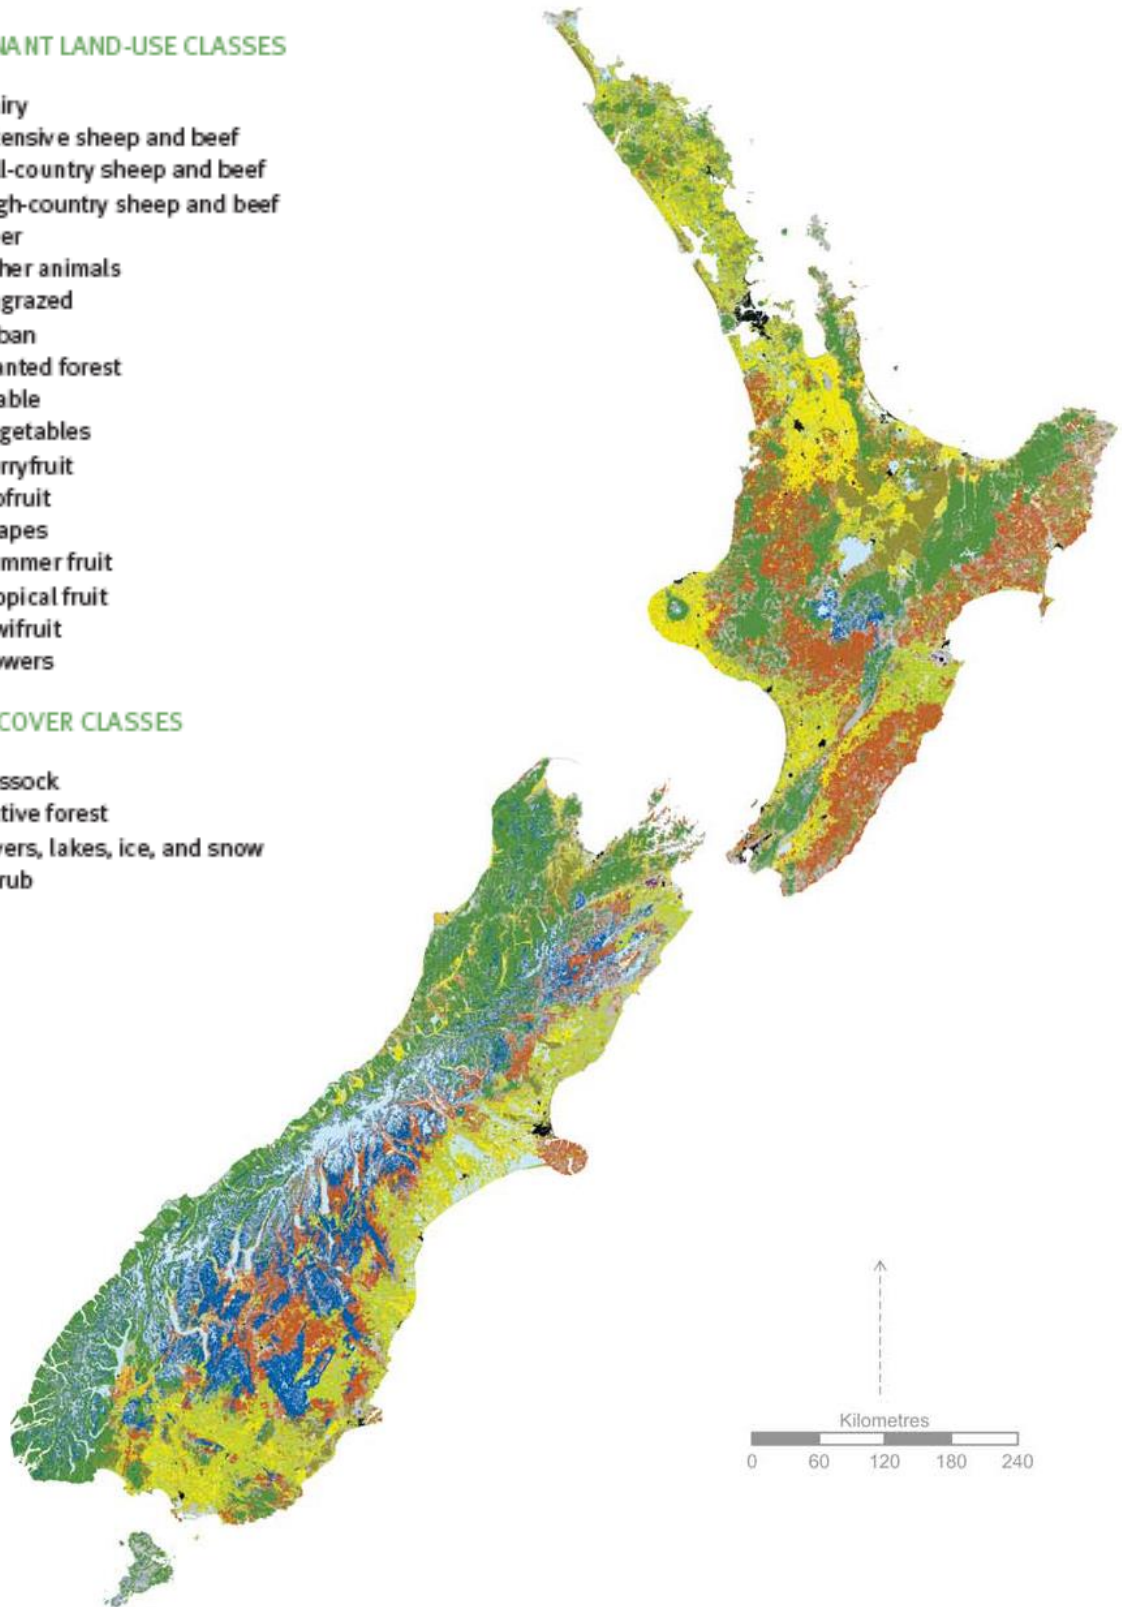 NANT LAND-USE CLASSES
iry
tensive sheep and beef
l-country sheep and beef
gh-country sheep and beef
er
her animals
grazed
ban
anted forest
able
getables
rryfruit
ofruit
apes
mmer fruit
opical fruit
wifruit
owers
COVER CLASSES
ssock
tive forest
vers, lakes, ice, and snow
rub
Kilometres
0 60 120 180 240